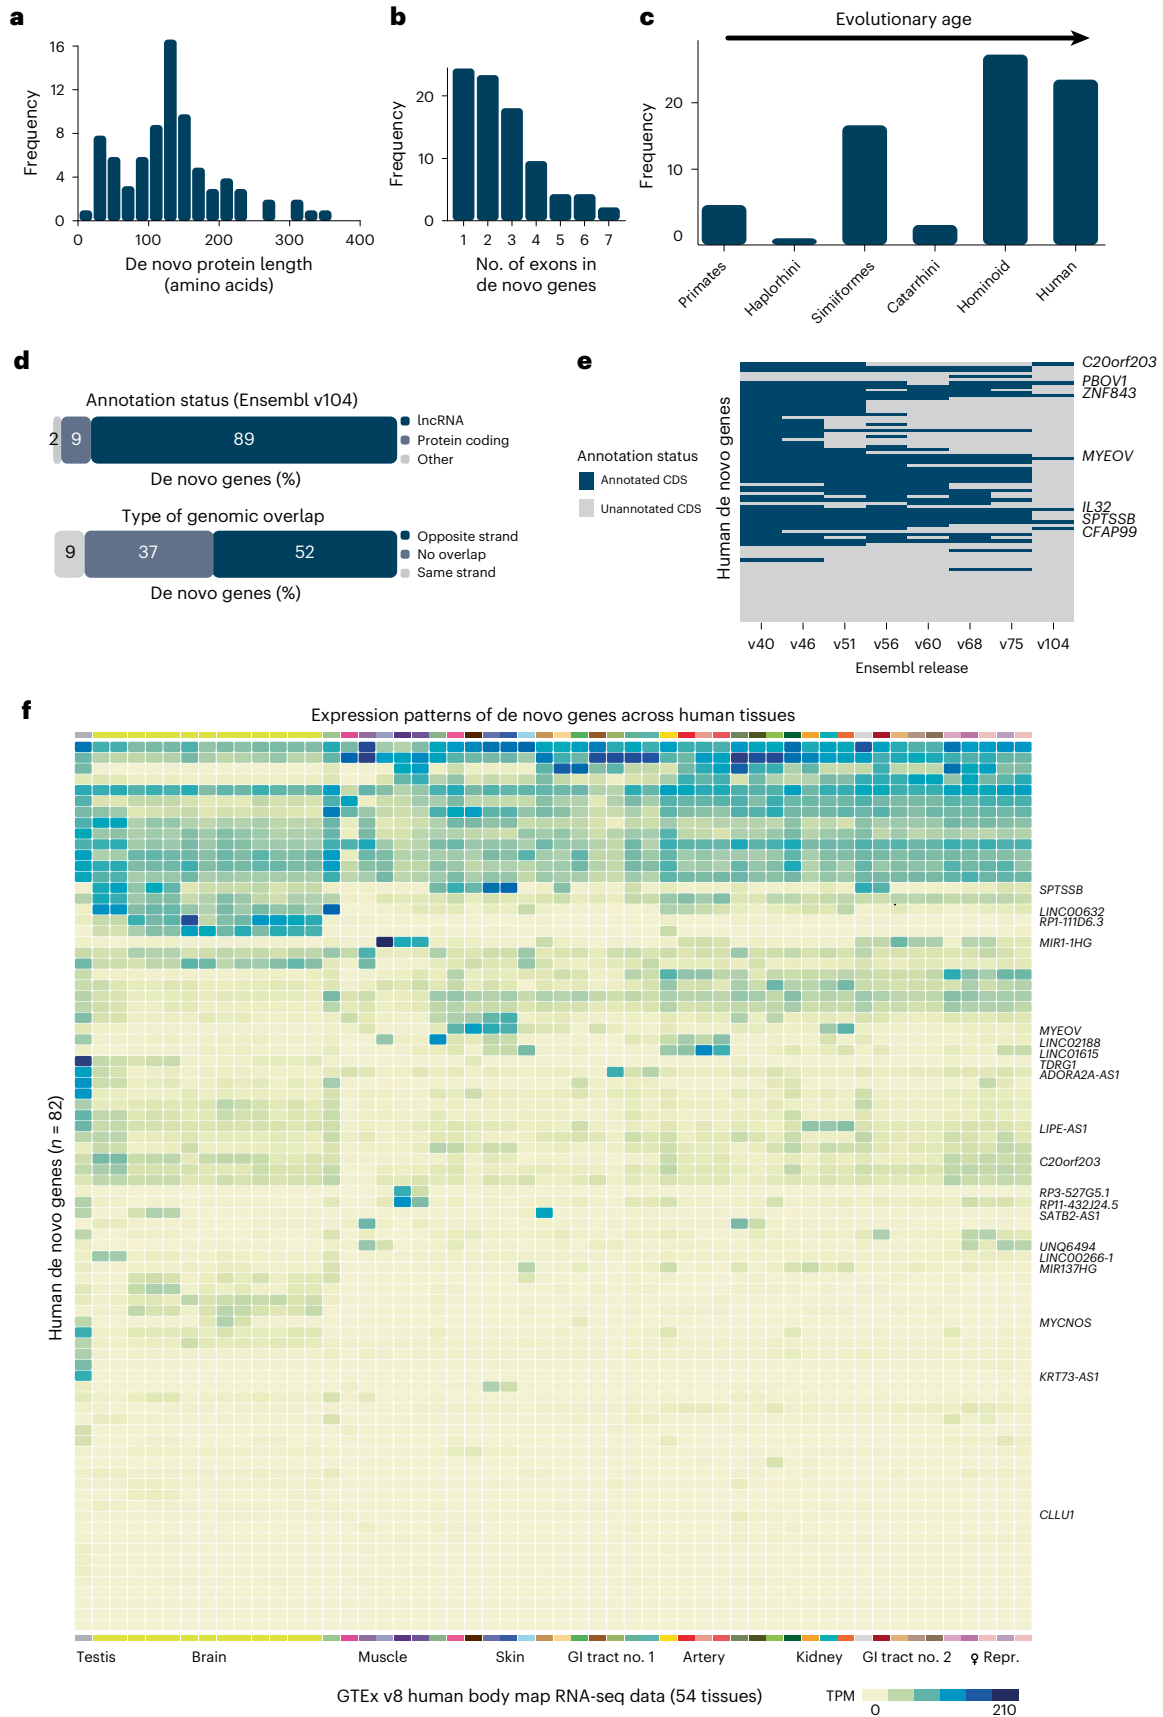 a
16
12
8
4
0
Frequency
0 100 200 300 400
De novo protein length
(amino acids)
b
20
10
0
Frequency
1 2 3 4 5 6 7
No. of exons in
de novo genes
c
Evolutionary age
20
10
0
Frequency
Primates
Haplorhini
Simiiformes
Catarrhini
Hominoid
Human
d
Annotation status (Ensembl v104)
2 9 89
lncRNA
Protein coding
Other
De novo genes (%)
Type of genomic overlap
9 37 52
Opposite strand
No overlap
Same strand
De novo genes (%)
e
Annotation status
Annotated CDS
Unannotated CDS
Human de novo genes
C20orf203
PBOV1
ZNF843
MYEOV
IL32
SPTSSB
CFAP99
v40 v46 v51 v56 v60 v68 v75 v104
Ensembl release
f
Expression patterns of de novo genes across human tissues
Human de novo genes (n = 82)
SPTSSB
LINC00632
RP1-111D6.3
MIR1-1HG
MYEOV
LINC02188
LINC01615
TDRG1
ADORA2A-AS1
LIPE-AS1
C20orf203
RP3-527G5.1
RP11-432J24.5
SATB2-AS1
UNQ6494
LINC00266-1
MIR137HG
MYCNOS
KRT73-AS1
CLLU1
Testis Brain Muscle Skin GI tract no. 1 Artery Kidney GI tract no. 2 ♀ Repr.
GTEx v8 human body map RNA-seq data (54 tissues)
TPM
0 210